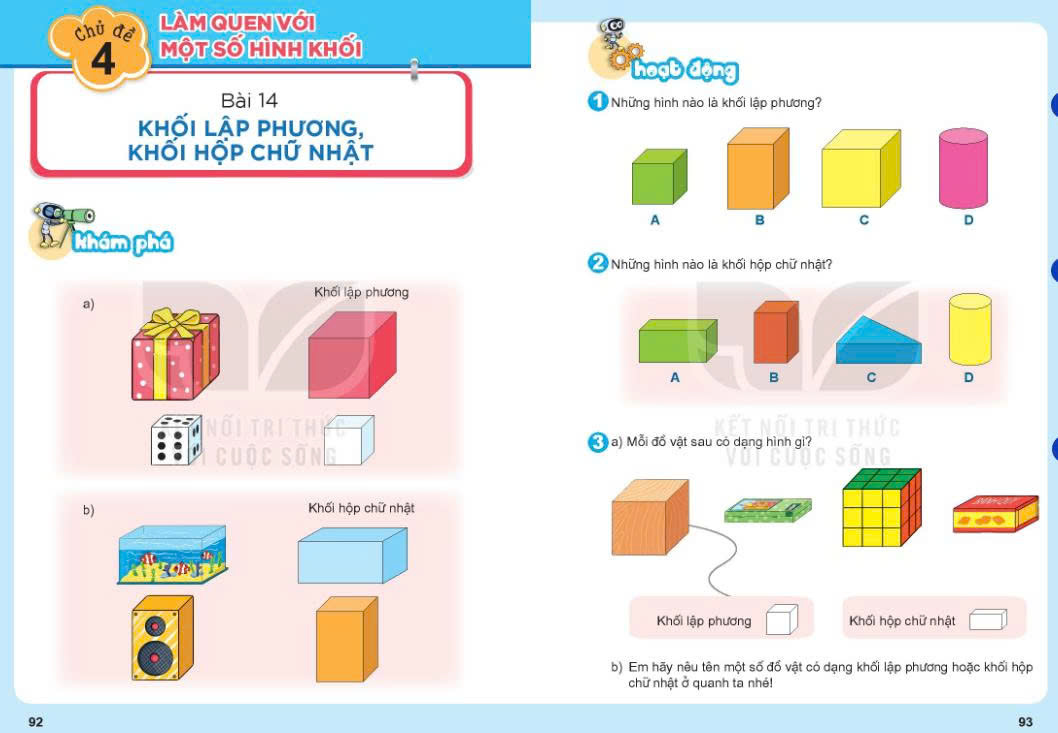 Chủ đề
4
LÀM QUEN VỚI
MỘT SỐ HÌNH KHỐI
Bài 14
KHỐI LẬP PHƯƠNG,
KHỐI HỘP CHỮ NHẬT
khám phá
a)
Khối lập phương
KẾT NỐI TRI THỨC
VỚI CUỘC SỐNG
b)
Khối hộp chữ nhật
92
hoạt động
1 Những hình nào là khối lập phương?
A B C D
2 Những hình nào là khối hộp chữ nhật?
A B C D
KẾT NỐI TRI THỨC
VỚI CUỘC SỐNG
3 a) Mỗi đồ vật sau có dạng hình gì?
Khối lập phương
Khối hộp chữ nhật
b) Em hãy nêu tên một số đồ vật có dạng khối lập phương hoặc khối hộp
chữ nhật ở quanh ta nhé!
93